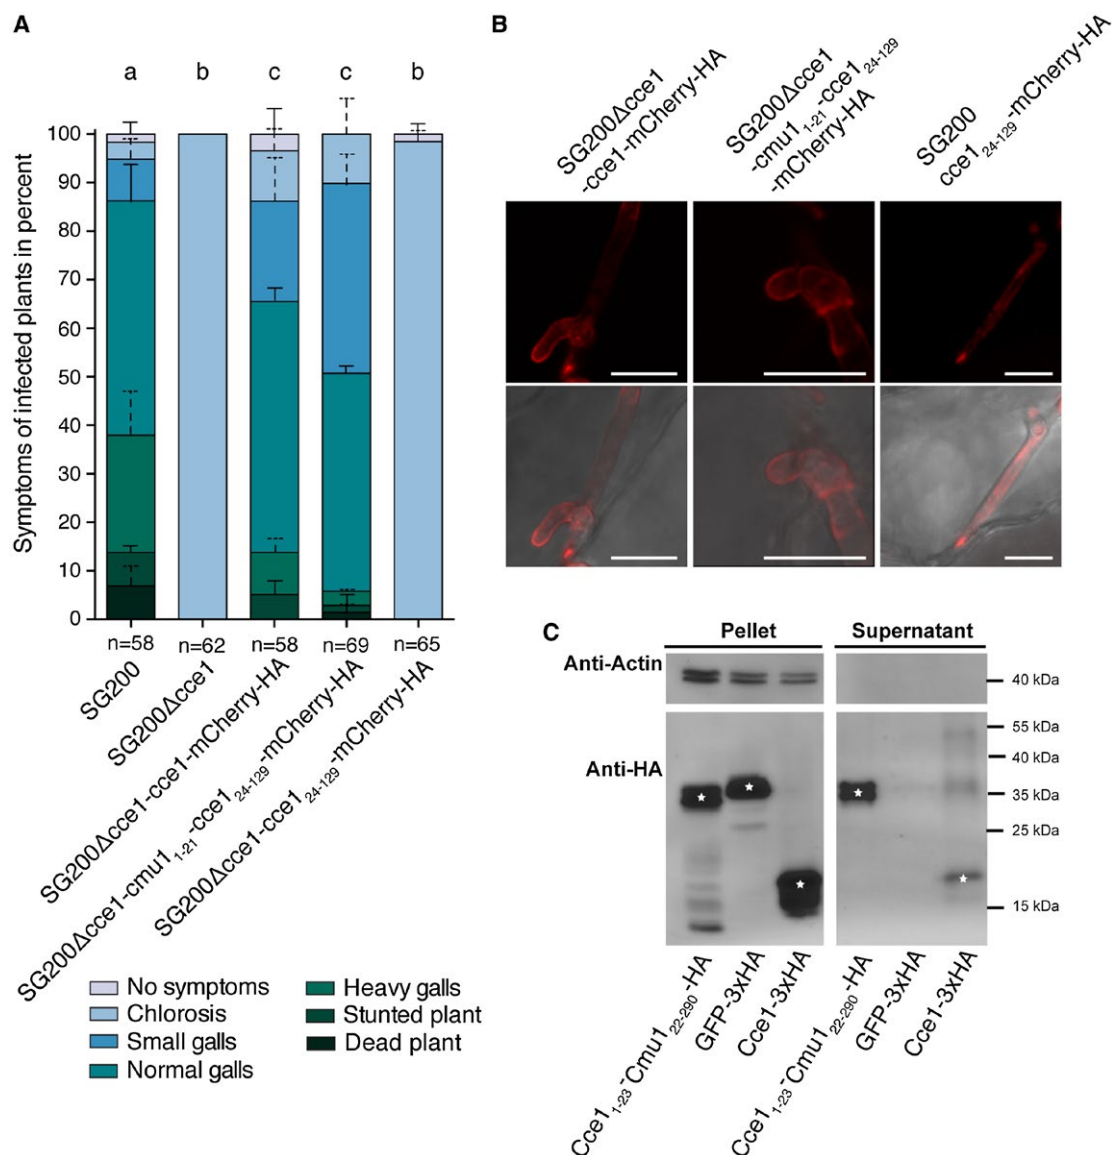 A
a b c c b
Symptoms of infected plants in percent
100
90
80
70
60
50
40
30
20
10
0
n=58 n=62 n=58 n=69 n=65
SG200
SG200Δcce1
SG200Δcce1-cce1-mCherry-HA
SG200Δcce1-cmu1₁₋₂₁-cce1₂₄₋₁₂₉-mCherry-HA
SG200Δcce1-cce1₂₄₋₁₂₉-mCherry-HA
No symptoms
Chlorosis
Small galls
Normal galls
Heavy galls
Stunted plant
Dead plant
B
SG200Δcce1
-cce1-mCherry-HA
SG200Δcce1
-cmu1₁₋₂₁-cce1₂₄₋₁₂₉
-mCherry-HA
SG200
cce1₂₄₋₁₂₉-mCherry-HA
C
Pellet Supernatant
Anti-Actin
40 kDa
Anti-HA
55 kDa
40 kDa
35 kDa
25 kDa
15 kDa
Cce1₁₋₂₃-Cmu1₂₂₋₂₉₀-HA
GFP-3xHA
Cce1-3xHA
Cce1₁₋₂₃-Cmu1₂₂₋₂₉₀-HA
GFP-3xHA
Cce1-3xHA